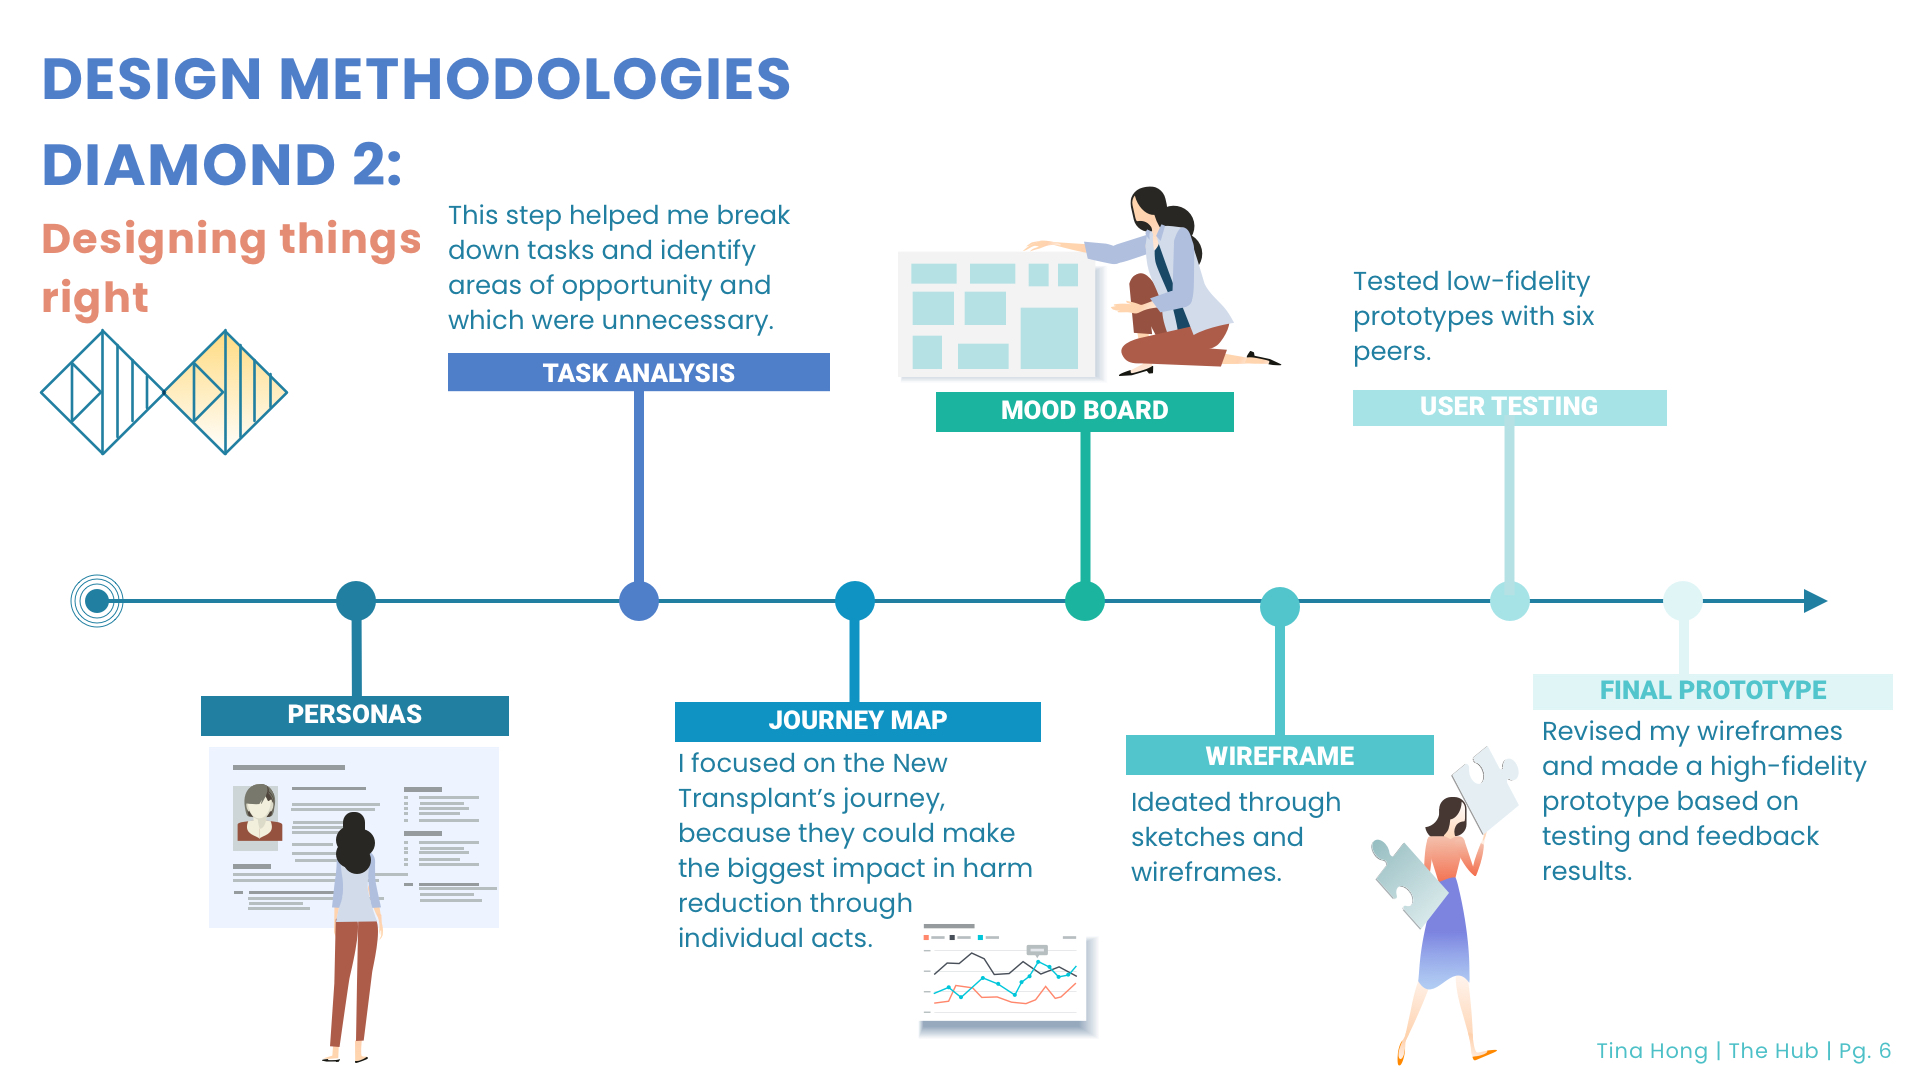 DESIGN METHODOLOGIES
DIAMOND 2:
Designing things
right
This step helped me break
down tasks and identify
areas of opportunity and
which were unnecessary.
TASK ANALYSIS
MOOD BOARD
Tested low-fidelity
prototypes with six
peers.
USER TESTING
PERSONAS
JOURNEY MAP
I focused on the New
Transplant's journey,
because they could make
the biggest impact in harm
reduction through
individual acts.
WIREFRAME
Ideated through
sketches and
wireframes.
FINAL PROTOTYPE
Revised my wireframes
and made a high-fidelity
prototype based on
testing and feedback
results.
Tina Hong | The Hub | Pg. 6